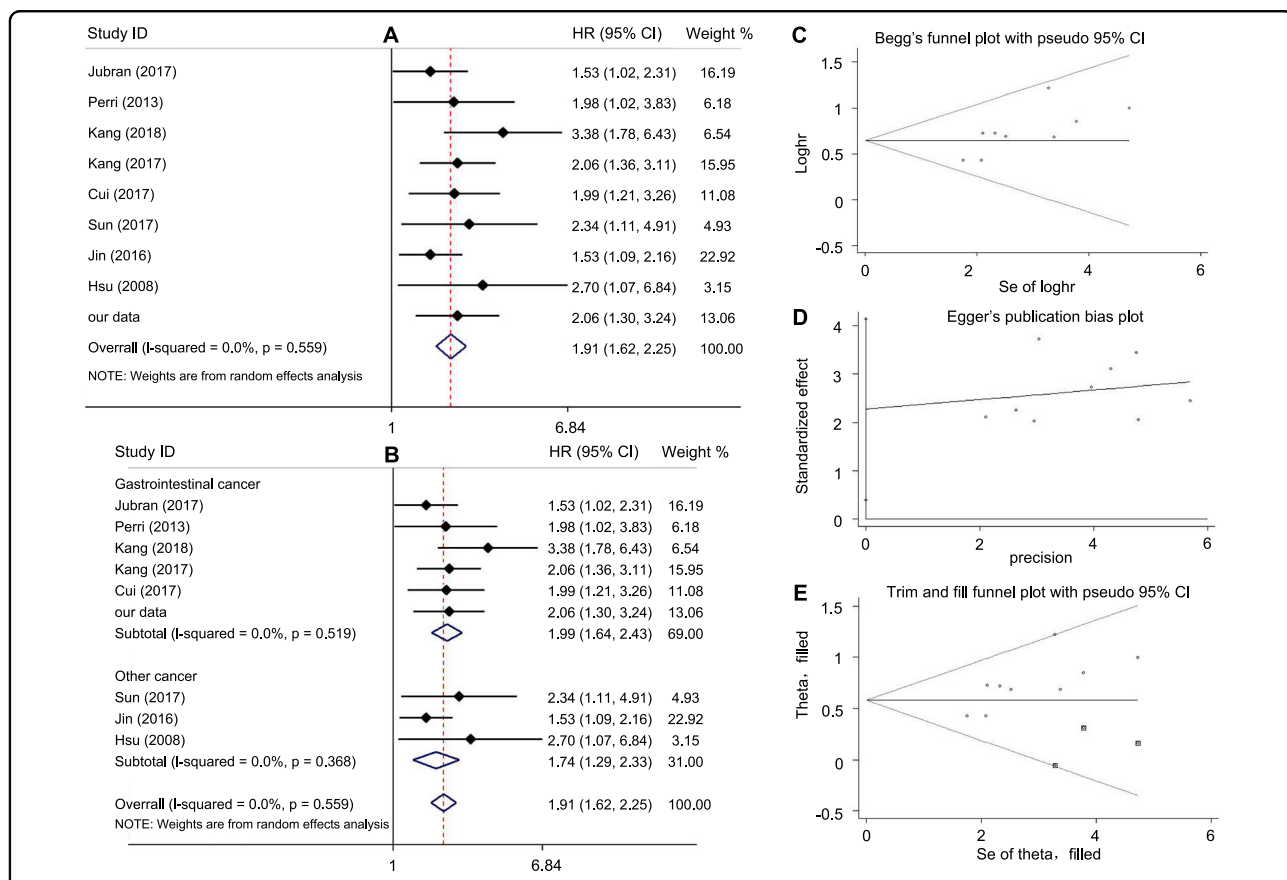 Study ID A HR (95% CI) Weight %
Jubran (2017) 1.53 (1.02, 2.31) 16.19
Perri (2013) 1.98 (1.02, 3.83) 6.18
Kang (2018) 3.38 (1.78, 6.43) 6.54
Kang (2017) 2.06 (1.36, 3.11) 15.95
Cui (2017) 1.99 (1.21, 3.26) 11.08
Sun (2017) 2.34 (1.11, 4.91) 4.93
Jin (2016) 1.53 (1.09, 2.16) 22.92
Hsu (2008) 2.70 (1.07, 6.84) 3.15
our data 2.06 (1.30, 3.24) 13.06
Overrall (I-squared = 0.0%, p = 0.559) 1.91 (1.62, 2.25) 100.00
NOTE: Weights are from random effects analysis
1 6.84
Study ID B HR (95% CI) Weight %
Gastrointestinal cancer
Jubran (2017) 1.53 (1.02, 2.31) 16.19
Perri (2013) 1.98 (1.02, 3.83) 6.18
Kang (2018) 3.38 (1.78, 6.43) 6.54
Kang (2017) 2.06 (1.36, 3.11) 15.95
Cui (2017) 1.99 (1.21, 3.26) 11.08
our data 2.06 (1.30, 3.24) 13.06
Subtotal (I-squared = 0.0%, p = 0.519) 1.99 (1.64, 2.43) 69.00
Other cancer
Sun (2017) 2.34 (1.11, 4.91) 4.93
Jin (2016) 1.53 (1.09, 2.16) 22.92
Hsu (2008) 2.70 (1.07, 6.84) 3.15
Subtotal (I-squared = 0.0%, p = 0.368) 1.74 (1.29, 2.33) 31.00
Overrall (I-squared = 0.0%, p = 0.559) 1.91 (1.62, 2.25) 100.00
NOTE: Weights are from random effects analysis
1 6.84
C Begg's funnel plot with pseudo 95% CI
Loghr
1.5
1
0.5
0
-0.5
0 2 4 6
Se of loghr
D Egger's publication bias plot
Standardized effect
4
3
2
1
0
0 2 4 6
precision
E Trim and fill funnel plot with pseudo 95% CI
Theta, filled
1.5
1
0.5
0
-0.5
0 2 4 6
Se of theta, filled